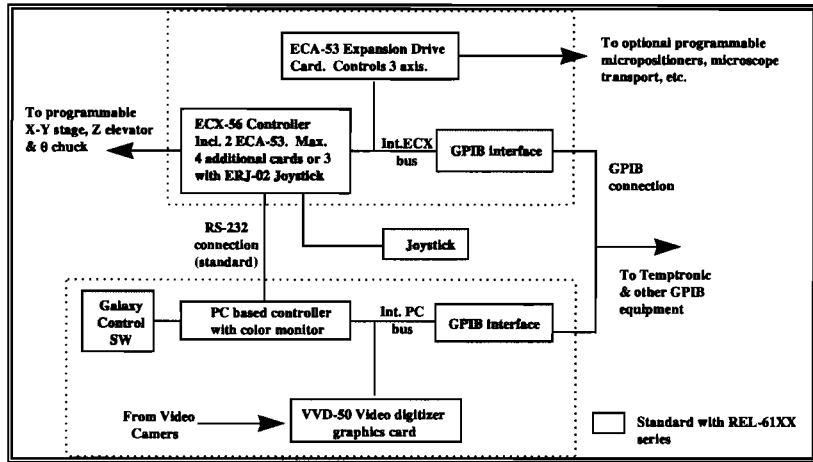 ECA-53 Expansion Drive
Card. Controls 3 axis.
To optional programmable
micropositioners, microscope
transport, etc.
To programmable
X-Y stage, Z elevator
& θ chuck
ECX-56 Controller
Incl. 2 ECA-53. Max.
4 additional cards or 3
with ERJ-02 Joystick
Int.ECX
bus
GPIB interface
GPIB
connection
RS-232
connection
(standard)
Joystick
To Temptronic
& other GPIB
equipment
Galaxy
Control
SW
PC based controller
with color monitor
Int. PC
bus
GPIB interface
From Video
Camers
VVD-50 Video digitizer
graphics card
Standard with REL-61XX
series